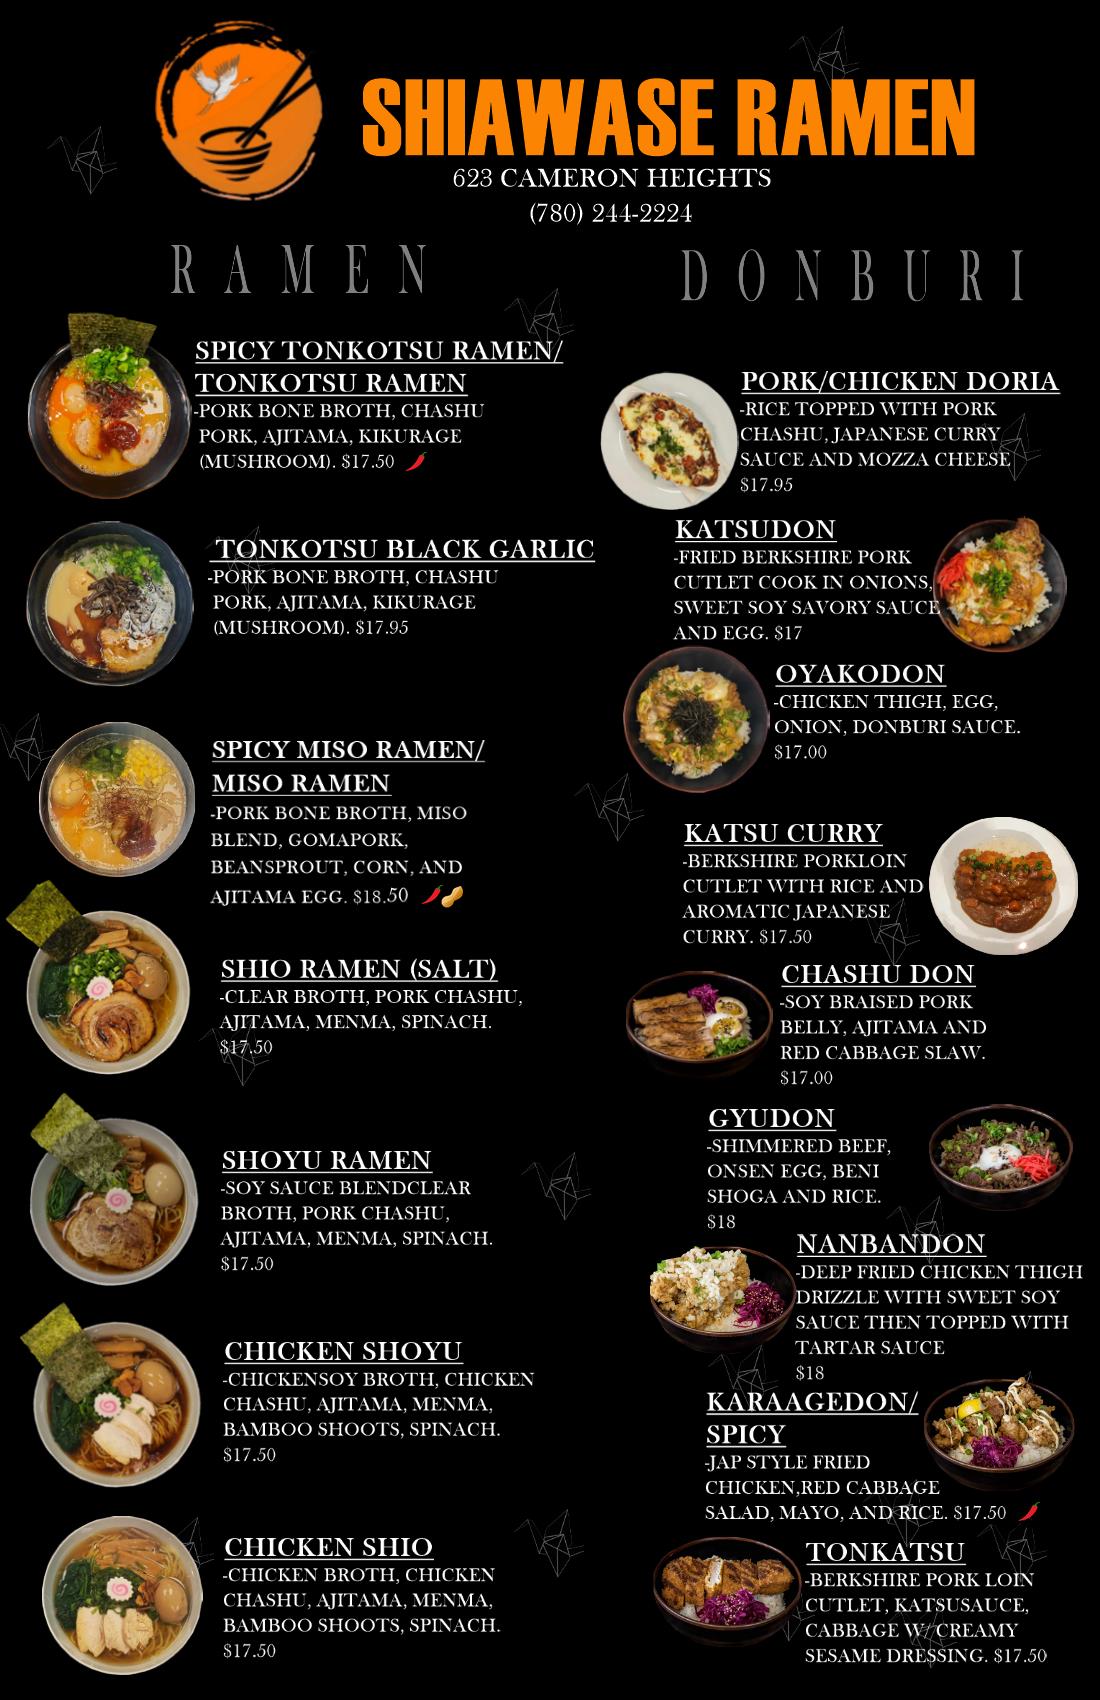 SHIAWASE RAMEN
623 CAMERON HEIGHTS
(780) 244-2224
RAMEN
SPICY TONKOTSU RAMEN/
TONKOTSU RAMEN
-PORK BONE BROTH, CHASHU
PORK, AJITAMA, KIKURAGE
(MUSHROOM). $17.50
TONKOTSU BLACK GARLIC
-PORK BONE BROTH, CHASHU
PORK, AJITAMA, KIKURAGE
(MUSHROOM). $17.95
SPICY MISO RAMEN/
MISO RAMEN
-PORK BONE BROTH, MISO
BLEND, GOMAPORK,
BEANSPROUT, CORN, AND
AJITAMA EGG. $18.50
SHIO RAMEN (SALT)
-CLEAR BROTH, PORK CHASHU,
AJITAMA, MENMA, SPINACH.
$17.50
SHOYU RAMEN
-SOY SAUCE BLENDCLEAR
BROTH, PORK CHASHU,
AJITAMA, MENMA, SPINACH.
$17.50
CHICKEN SHOYU
-CHICKENSOY BROTH, CHICKEN
CHASHU, AJITAMA, MENMA,
BAMBOO SHOOTS, SPINACH.
$17.50
CHICKEN SHIO
-CHICKEN BROTH, CHICKEN
CHASHU, AJITAMA, MENMA,
BAMBOO SHOOTS, SPINACH.
$17.50
DONBURI
PORK/CHICKEN DORIA
-RICE TOPPED WITH PORK
CHASHU, JAPANESE CURRY
SAUCE AND MOZZA CHEESE
$17.95
KATSUDON
-FRIED BERKSHIRE PORK
CUTLET COOK IN ONIONS,
SWEET SOY SAVORY SAUCE
AND EGG. $17
OYAKODON
-CHICKEN THIGH, EGG,
ONION, DONBURI SAUCE.
$17.00
KATSU CURRY
-BERKSHIRE PORKLOIN
CUTLET WITH RICE AND
AROMATIC JAPANESE
CURRY. $17.50
CHASHU DON
-SOY BRAISED PORK
BELLY, AJITAMA AND
RED CABBAGE SLAW.
$17.00
GYUDON
-SHIMMERED BEEF,
ONSEN EGG, BENI
SHOGA AND RICE.
$18
NANBANDON
-DEEP FRIED CHICKEN THIGH
DRIZZLE WITH SWEET SOY
SAUCE THEN TOPPED WITH
TARTAR SAUCE
$18
KARAAGEDON/
SPICY
-JAP STYLE FRIED
CHICKEN,RED CABBAGE
SALAD, MAYO, AND RICE. $17.50
TONKATSU
-BERKSHIRE PORK LOIN
CUTLET, KATSUSAUCE,
CABBAGE W/CREAMY
SESAME DRESSING. $17.50